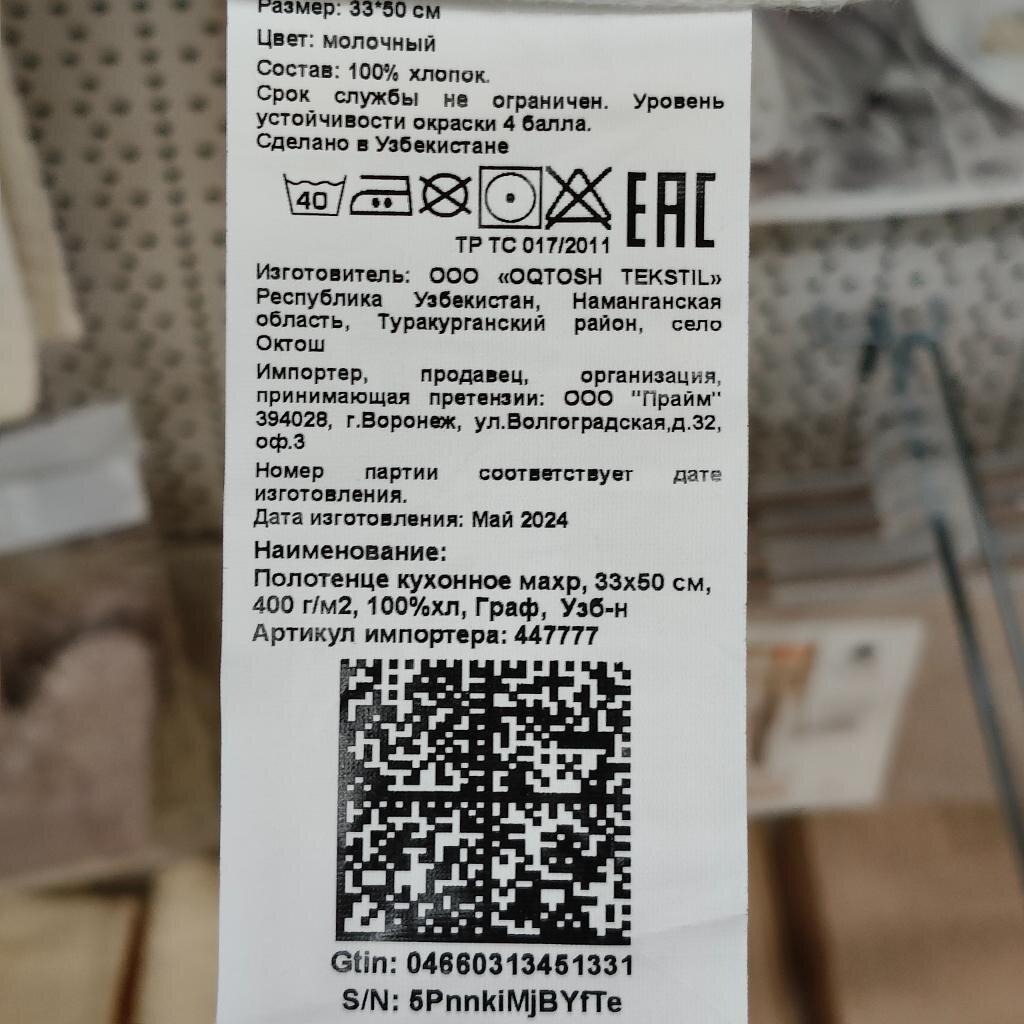 Размер: 33*50 см
Цвет: молочный
Состав: 100% хлопок.
Срок службы не ограничен. Уровень
устойчивости окраски 4 балла.
Сделано в Узбекистане
40
EAC
ТР ТС 017/2011
Изготовитель: ООО «OQTOSH TEKSTIL»
Республика Узбекистан, Наманганская
область, Туракурганский район, село
Октош
Импортер, продавец, организация,
принимающая претензии: ООО "Прайм"
394028, г.Воронеж, ул.Волгоградская,д.32,
оф.3
Номер партии соответствует дате
изготовления.
Дата изготовления: Май 2024
Наименование:
Полотенце кухонное махр, 33х50 см,
400 г/м2, 100%хл, Граф, Узб-н
Артикул импортера: 447777
Gtin: 04660313451331
S/N: 5PnnkiMjBYfTe